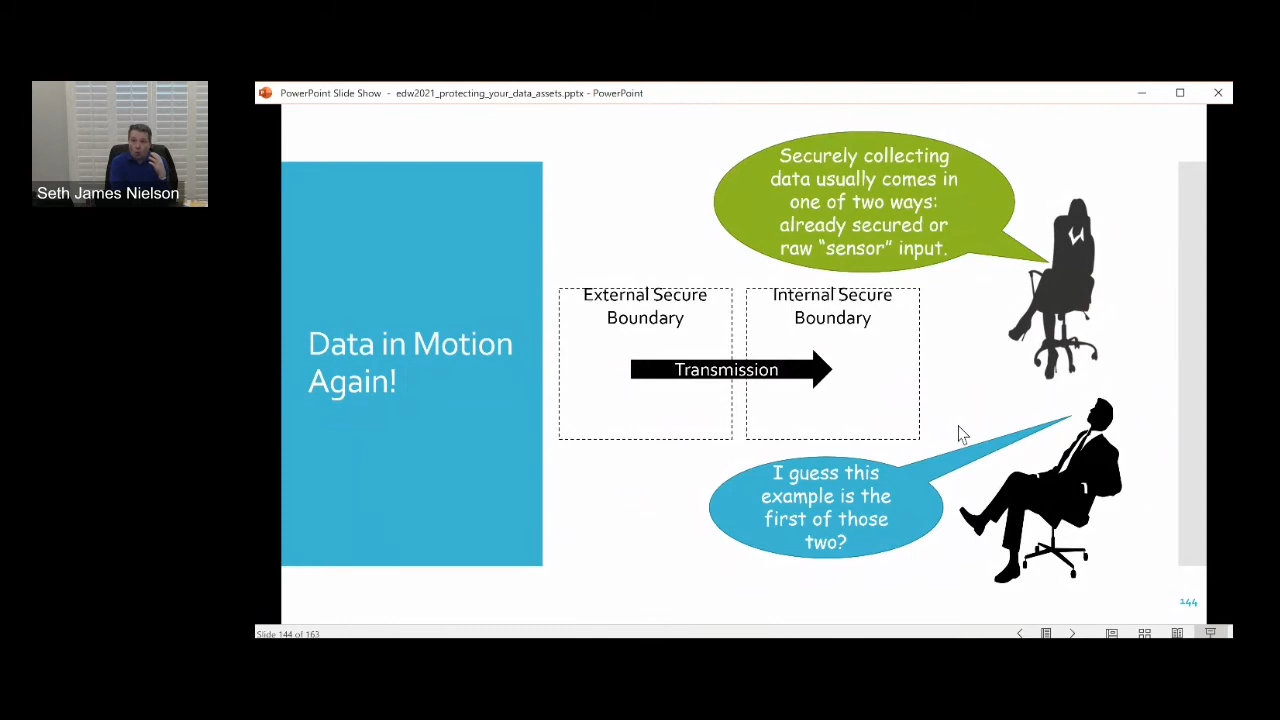 PowerPoint Slide Show - edw2021_protecting_your_data_assets.pptx - PowerPoint
Seth James Nielson
Securely collecting
data usually comes in
one of two ways:
already secured or
raw “sensor” input.
Data in Motion
Again!
External Secure
Boundary
Internal Secure
Boundary
Transmission
I guess this
example is the
first of those
two?
144
Slide 144 of 163